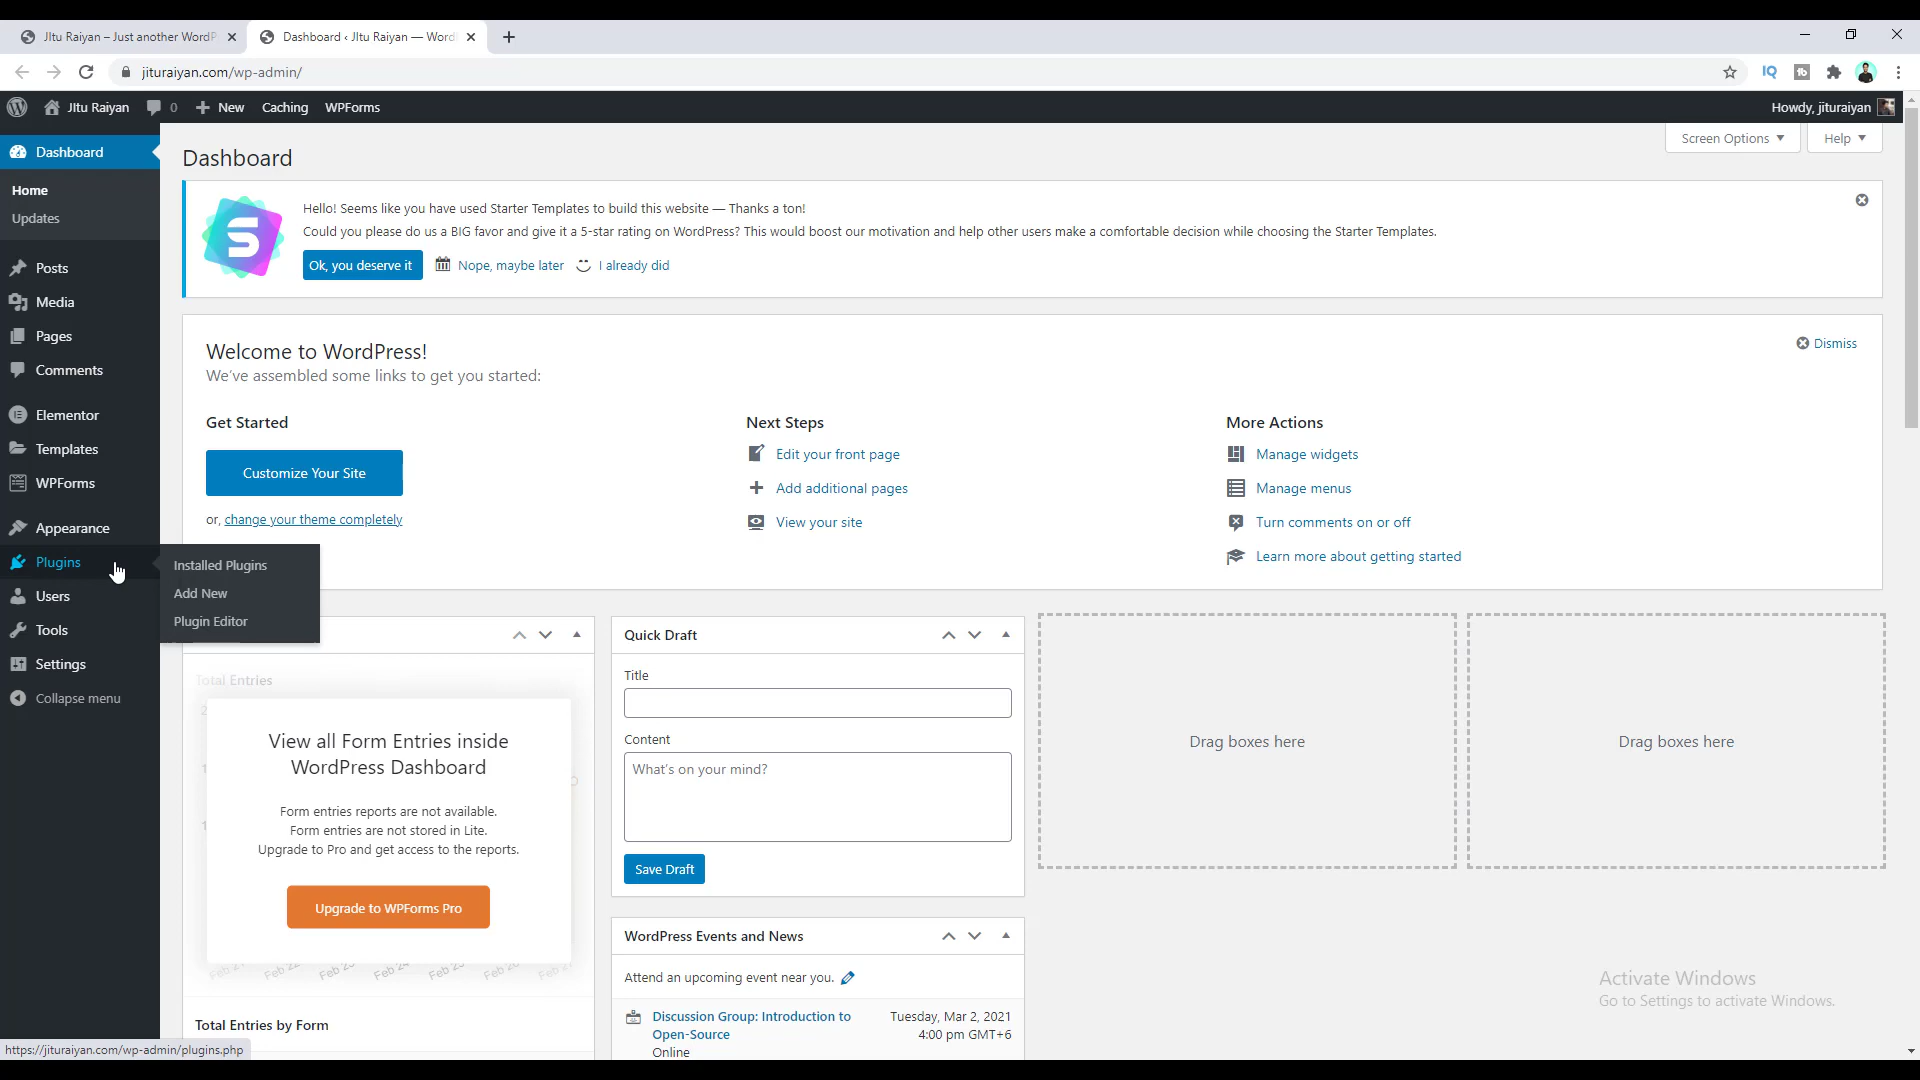 JItu Raiyan – Just another WordP
Dashboard ‹ JItu Raiyan — Word
jituraiyan.com/wp-admin/
JItu Raiyan
0
New
Caching
WPForms
Howdy, jituraiyan
Dashboard
Home
Updates
Posts
Media
Pages
Comments
Elementor
Templates
WPForms
Appearance
Plugins
Users
Tools
Settings
Collapse menu
Installed Plugins
Add New
Plugin Editor
Dashboard
Screen Options
Help
Hello! Seems like you have used Starter Templates to build this website — Thanks a ton!
Could you please do us a BIG favor and give it a 5-star rating on WordPress? This would boost our motivation and help other users make a comfortable decision while choosing the Starter Templates.
Ok, you deserve it
Nope, maybe later
I already did
Welcome to WordPress!
We've assembled some links to get you started:
Dismiss
Get Started
Customize Your Site
or, change your theme completely
Next Steps
Edit your front page
Add additional pages
View your site
More Actions
Manage widgets
Manage menus
Turn comments on or off
Learn more about getting started
Total Entries
View all Form Entries inside
WordPress Dashboard
Form entries reports are not available.
Form entries are not stored in Lite.
Upgrade to Pro and get access to the reports.
Upgrade to WPForms Pro
Total Entries by Form
Quick Draft
Title
Content
What's on your mind?
Save Draft
WordPress Events and News
Attend an upcoming event near you.
Discussion Group: Introduction to
Open-Source
Online
Tuesday, Mar 2, 2021
4:00 pm GMT+6
Drag boxes here
Drag boxes here
Activate Windows
Go to Settings to activate Windows.
https://jituraiyan.com/wp-admin/plugins.php